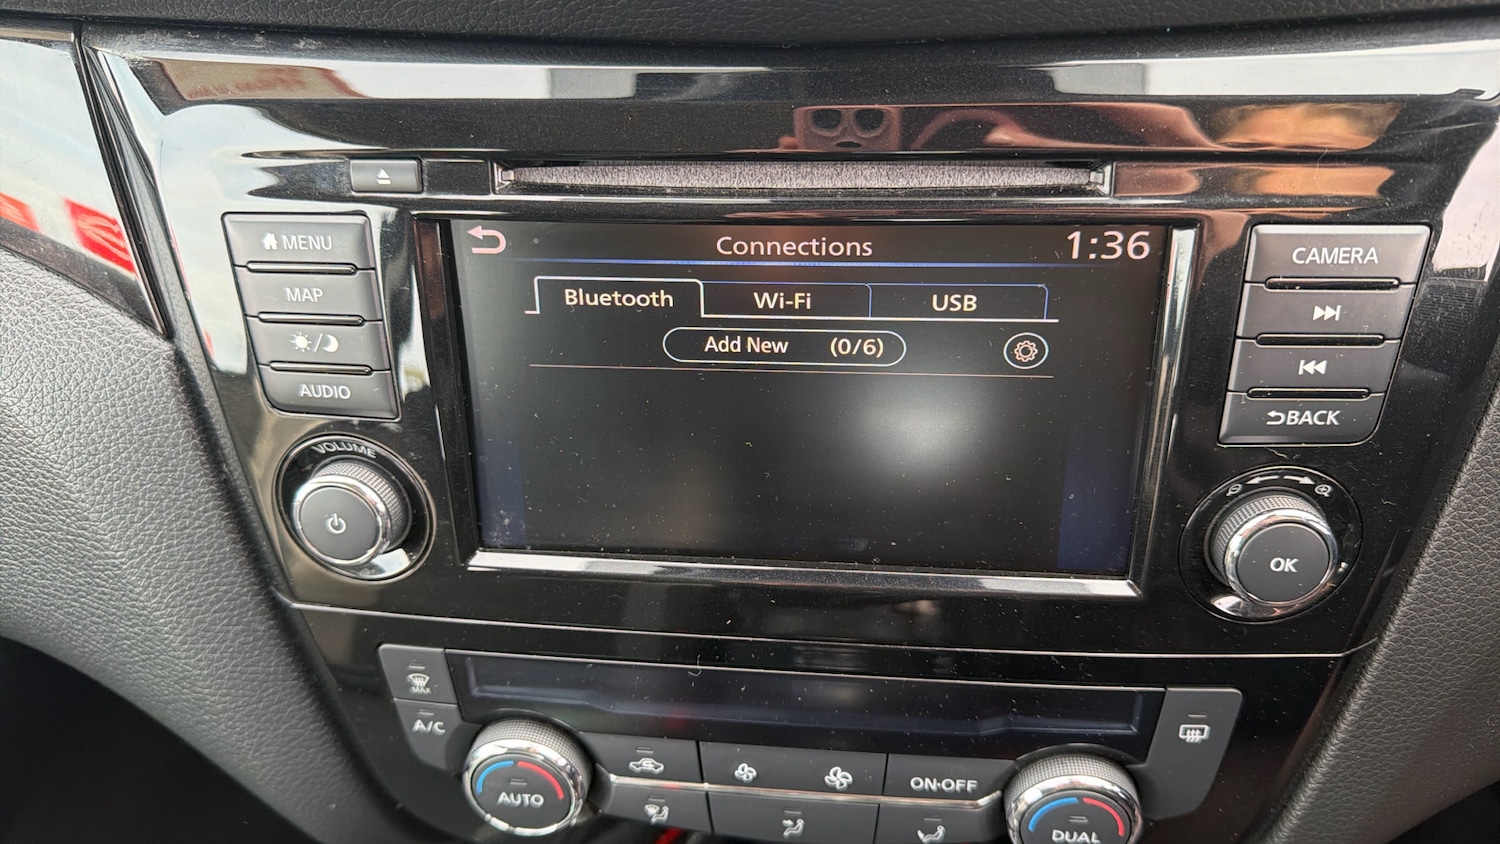 MENU
MAP
AUDIO
VOLUME
Connections 1:36
Bluetooth Wi-Fi USB
Add New (0/6)
CAMERA
BACK
OK
MAX
A/C
AUTO
ON·OFF
DUAL